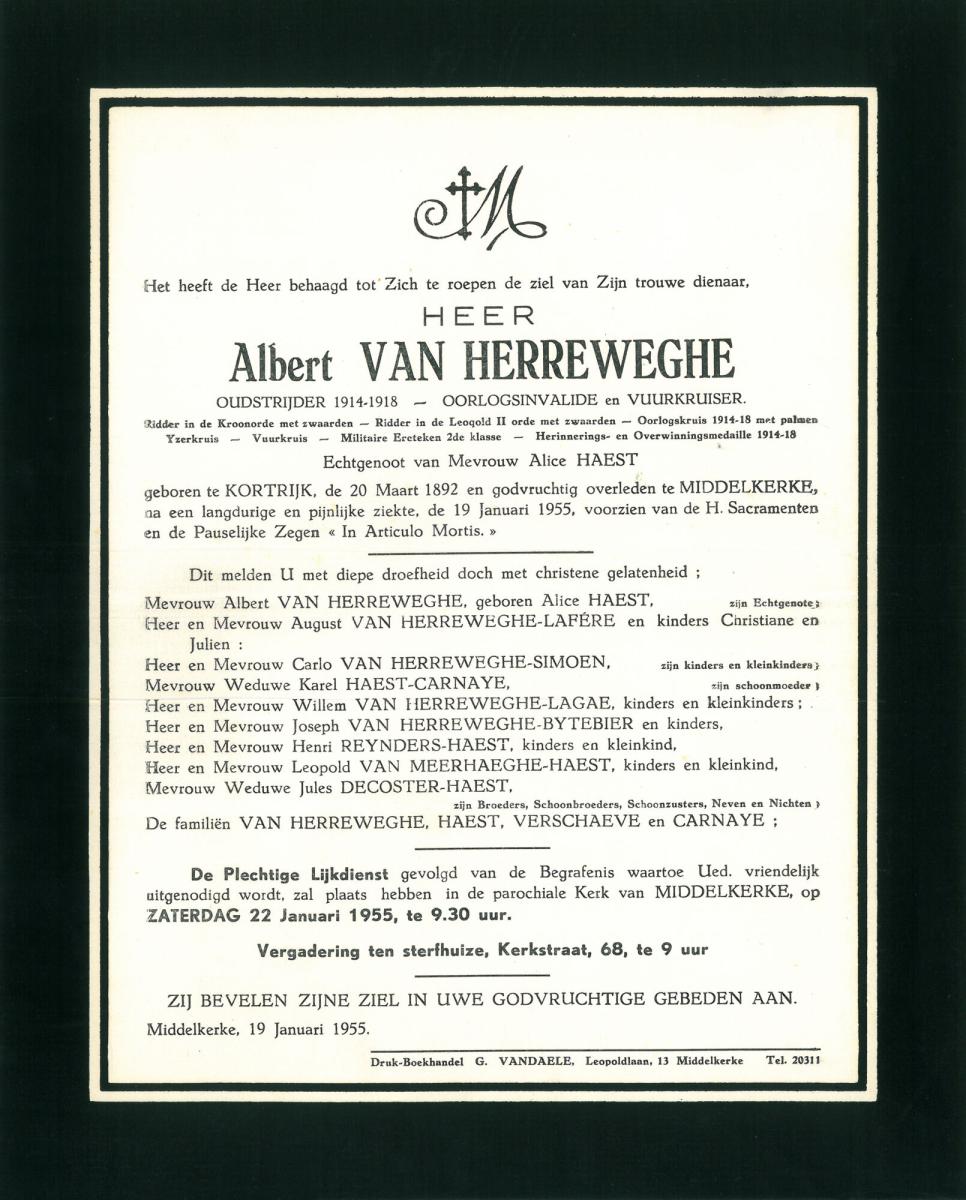 Het heeft de Heer behaagd tot Zich te roepen de ziel van Zijn trouwe dienaar,
HEER
Albert VAN HERREWEGHE
OUDSTRIJDER 1914-1918 — OORLOGSINVALIDE en VUURKRUISER.
Ridder in de Kroonorde met zwaarden — Ridder in de Leoqold II orde met zwaarden — Oorlogskruis 1914-18 met palmen
Yzerkruis — Vuurkruis — Militaire Ereteken 2de klasse — Herinnerings- en Overwinningsmedaille 1914-18
Echtgenoot van Mevrouw Alice HAEST
geboren te KORTRIJK, de 20 Maart 1892 en godvruchtig overleden te MIDDELKERKE,
na een langdurige en pijnlijke ziekte, de 19 Januari 1955, voorzien van de H. Sacramenten
en de Pauselijke Zegen « In Articulo Mortis. »
Dit melden U met diepe droefheid doch met christene gelatenheid ;
Mevrouw Albert VAN HERREWEGHE, geboren Alice HAEST, zijn Echtgenote ;
Heer en Mevrouw August VAN HERREWEGHE-LAFÉRE en kinders Christiane en
Julien :
Heer en Mevrouw Carlo VAN HERREWEGHE-SIMOEN, zijn kinders en kleinkinders ;
Mevrouw Weduwe Karel HAEST-CARNAYE, zijn schoonmoeder ;
Heer en Mevrouw Willem VAN HERREWEGHE-LAGAE, kinders en kleinkinders ;
Heer en Mevrouw Joseph VAN HERREWEGHE-BYTEBIER en kinders,
Heer en Mevrouw Henri REYNDERS-HAEST, kinders en kleinkind,
Heer en Mevrouw Leopold VAN MEERHAEGHE-HAEST, kinders en kleinkind,
Mevrouw Weduwe Jules DECOSTER-HAEST,
zijn Broeders, Schoonbroeders, Schoonzusters, Neven en Nichten ;
De familiën VAN HERREWEGHE, HAEST, VERSCHAEVE en CARNAYE ;
De Plechtige Lijkdienst gevolgd van de Begrafenis waartoe Ued. vriendelijk
uitgenodigd wordt, zal plaats hebben in de parochiale Kerk van MIDDELKERKE, op
ZATERDAG 22 Januari 1955, te 9.30 uur.
Vergadering ten sterfhuize, Kerkstraat, 68, te 9 uur
ZIJ BEVELEN ZIJNE ZIEL IN UWE GODVRUCHTIGE GEBEDEN AAN.
Middelkerke, 19 Januari 1955.
Druk-Boekhandel G. VANDAELE, Leopoldlaan, 13 Middelkerke Tel. 20311